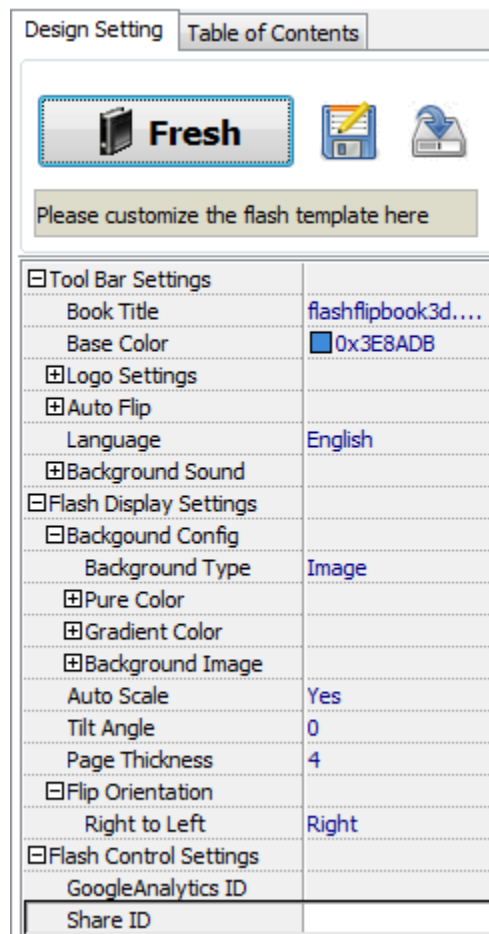 Design Setting Table of Contents
Fresh
Please customize the flash template here
Tool Bar Settings
Book Title flashflipbook3d....
Base Color 0x3E8ADB
Logo Settings
Auto Flip
Language English
Background Sound
Flash Display Settings
Backgound Config
Background Type Image
Pure Color
Gradient Color
Background Image
Auto Scale Yes
Tilt Angle 0
Page Thickness 4
Flip Orientation
Right to Left Right
Flash Control Settings
GoogleAnalytics ID
Share ID